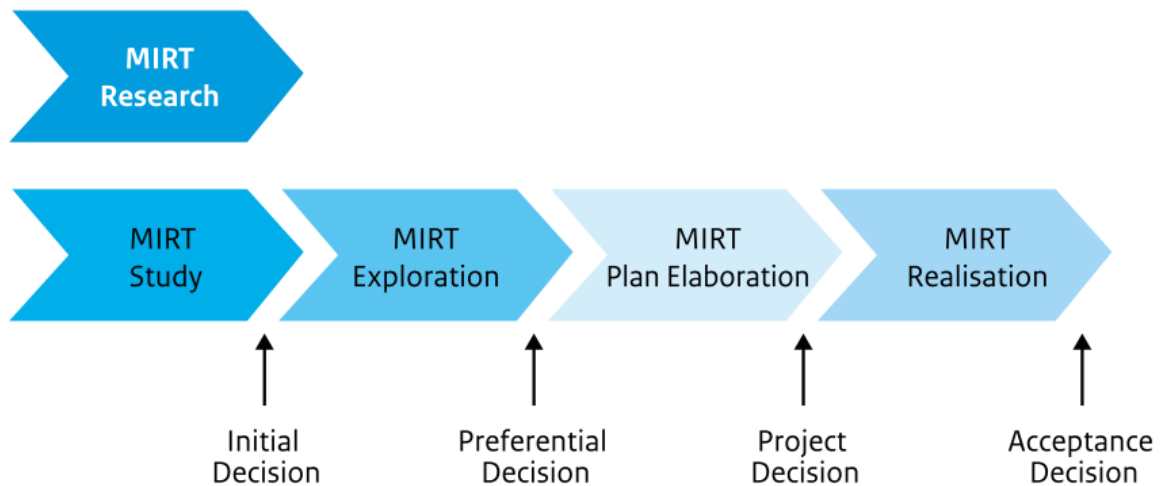 MIRT
Research
MIRT
Study
MIRT
Exploration
MIRT
Plan Elaboration
MIRT
Realisation
Initial
Decision
Preferential
Decision
Project
Decision
Acceptance
Decision